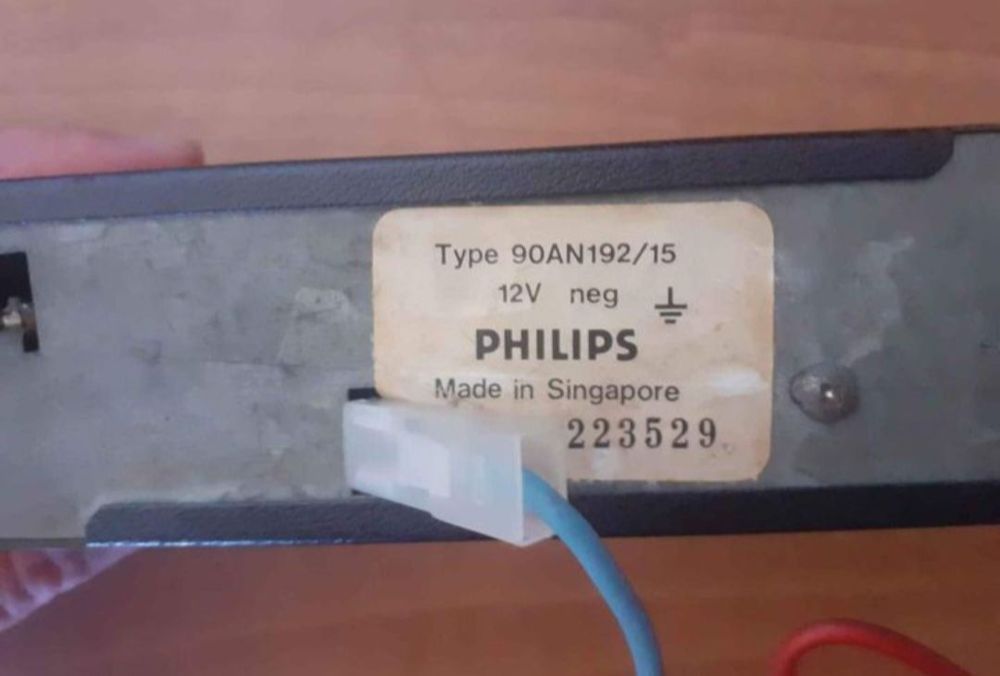 Type 90AN192/15
12V neg
PHILIPS
Made in Singapore
223529